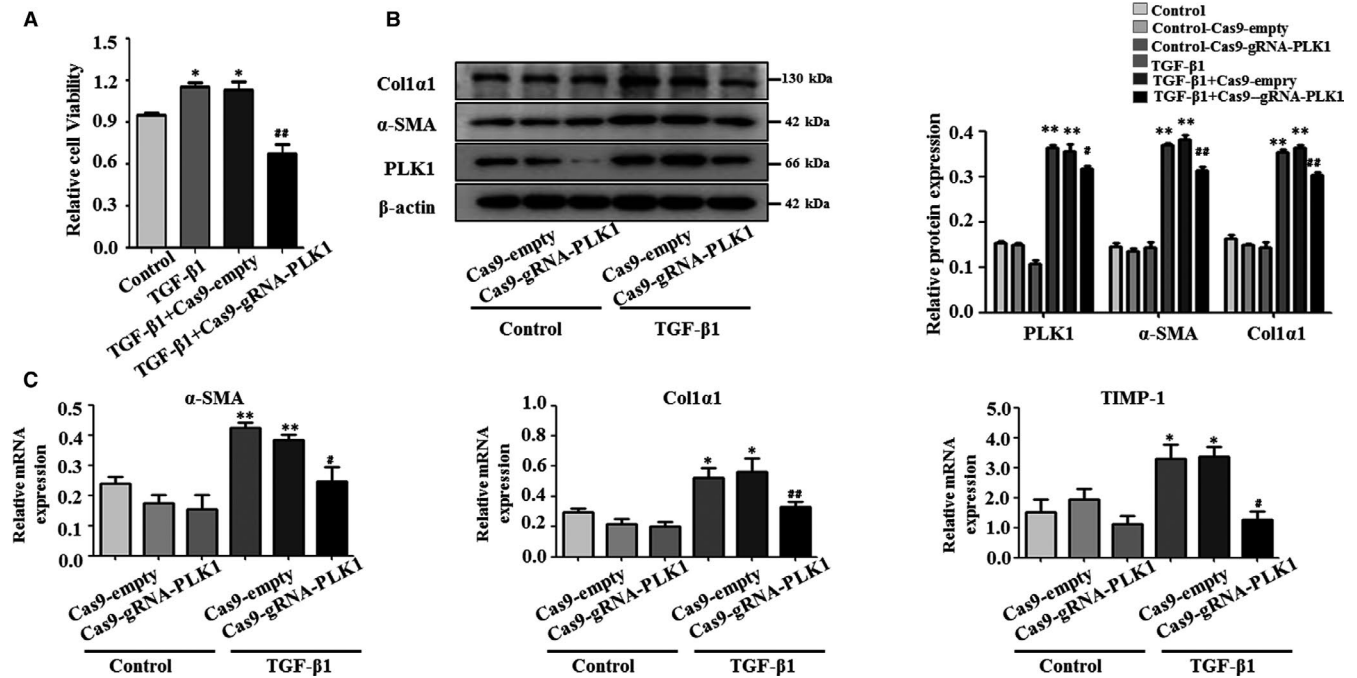 A
Relative cell Viability
1.5
1.2
0.9
0.6
0.3
0.0
*
*
##
Control
TGF-β1
TGF-β1+Cas9-empty
TGF-β1+Cas9-gRNA-PLK1
B
Col1α1
130 kDa
α-SMA
42 kDa
PLK1
66 kDa
β-actin
42 kDa
Cas9-empty
Cas9-gRNA-PLK1
Cas9-empty
Cas9-gRNA-PLK1
Control
TGF-β1
Control
Control-Cas9-empty
Control-Cas9-gRNA-PLK1
TGF-β1
TGF-β1+Cas9-emprty
TGF-β1+Cas9--gRNA-PLK1
Relative protein expression
0.4
0.3
0.2
0.1
0.0
** ** #
** ** ##
** ** ##
PLK1
α-SMA
Col1α1
C
α-SMA
Relative mRNA
expression
0.5
0.4
0.3
0.2
0.1
0.0
**
**
#
Cas9-empty
Cas9-gRNA-PLK1
Cas9-empty
Cas9-gRNA-PLK1
Control
TGF-β1
Col1α1
Relative mRNA
expression
1.0
0.8
0.6
0.4
0.2
0.0
*
*
##
Cas9-empty
Cas9-gRNA-PLK1
Cas9-empty
Cas9-gRNA-PLK1
Control
TGF-β1
TIMP-1
Relative mRNA
expression
5.0
4.0
3.0
2.0
1.0
0.0
*
*
#
Cas9-empty
Cas9-gRNA-PLK1
Cas9-empty
Cas9-gRNA-PLK1
Control
TGF-β1